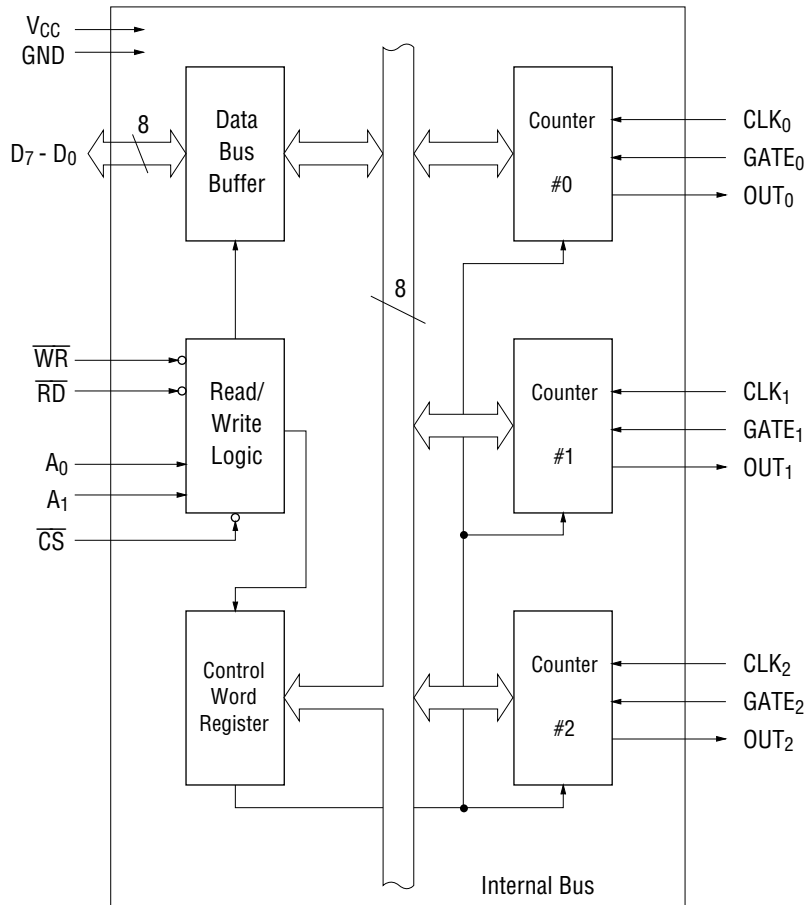 VCC
GND
D7 - D0
8
Data
Bus
Buffer
Counter
#0
CLK0
GATE0
OUT0
8
WR
RD
A0
A1
CS
Read/
Write
Logic
Counter
#1
CLK1
GATE1
OUT1
Control
Word
Register
Counter
#2
CLK2
GATE2
OUT2
Internal Bus